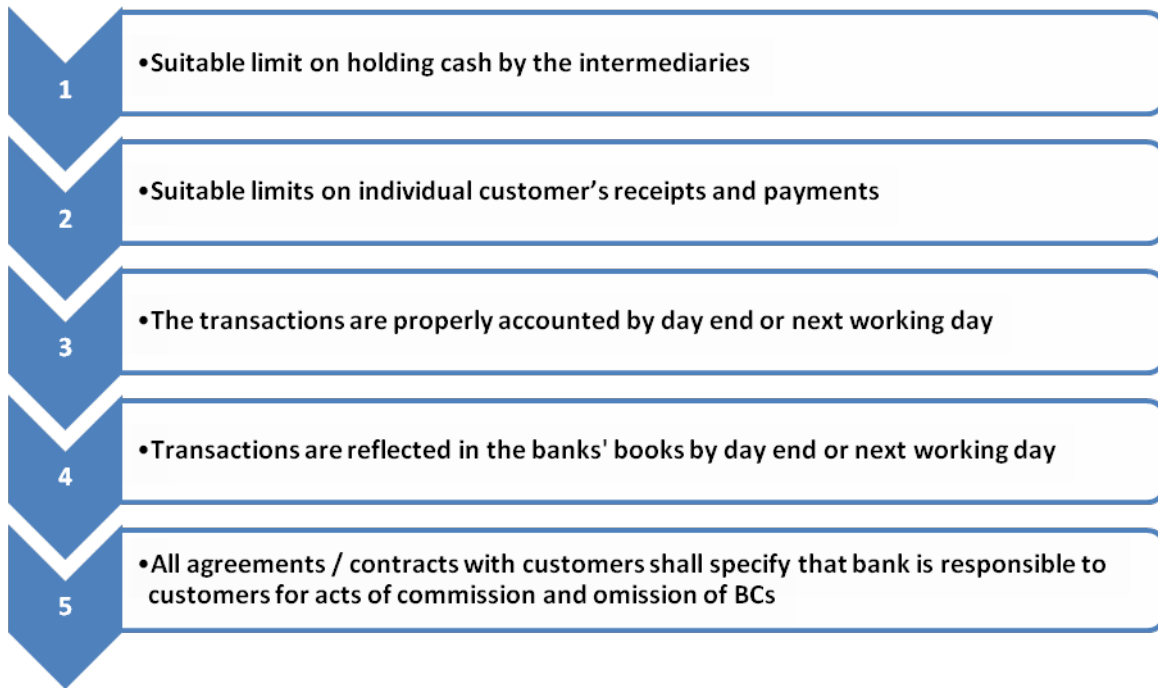 1
•Suitable limit on holding cash by the intermediaries
2
•Suitable limits on individual customer’s receipts and payments
3
•The transactions are properly accounted by day end or next working day
4
•Transactions are reflected in the banks' books by day end or next working day
5
•All agreements / contracts with customers shall specify that bank is responsible to
customers for acts of commission and omission of BCs